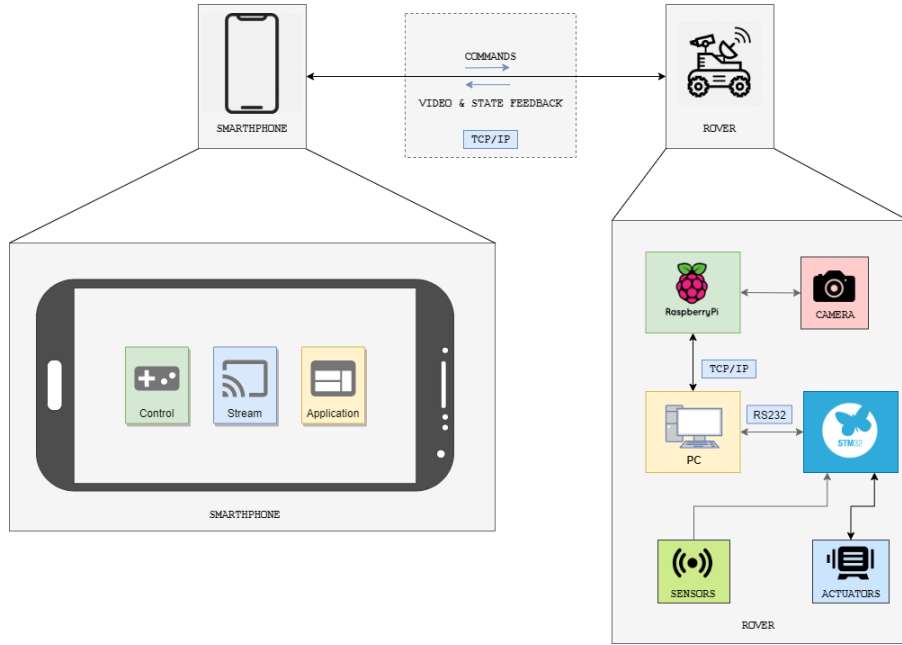 COMMANDS
VIDEO & STATE FEEDBACK
TCP/IP
SMARTHPHONE
ROVER
Control
Stream
Application
SMARTHPHONE
RaspberryPi
CAMERA
TCP/IP
RS232
PC
STM32
SENSORS
ACTUATORS
ROVER